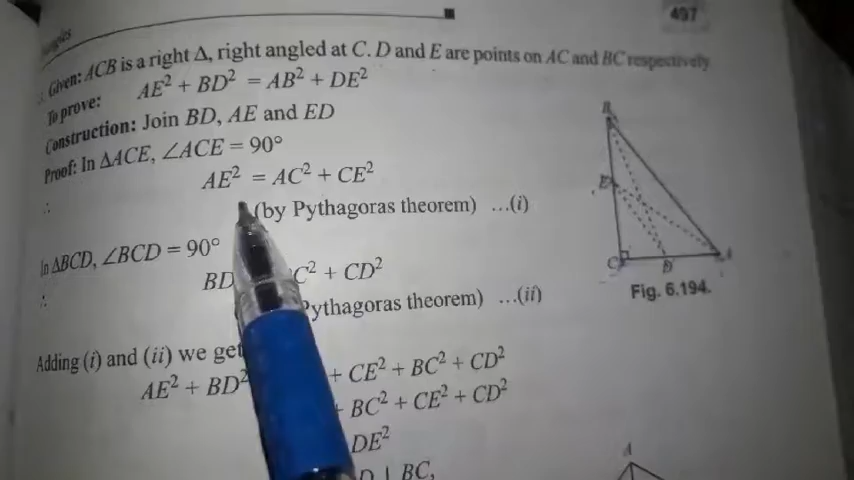 497
Given: ACB is a right Δ, right angled at C. D and E are points on AC and BC respectively
To prove: AE² + BD² = AB² + DE²
Construction: Join BD, AE and ED
Proof: In ΔACE, ∠ACE = 90°
∴ AE² = AC² + CE²
(by Pythagoras theorem) ...(i)
In ΔBCD, ∠BCD = 90°
∴ BD C² + CD²
Pythagoras theorem) ...(ii)
Adding (i) and (ii) we get
AE² + BD² + CE² + BC² + CD²
BC² + CE² + CD²
DE²
BC,
B
E
C
D
A
Fig. 6.194.
A